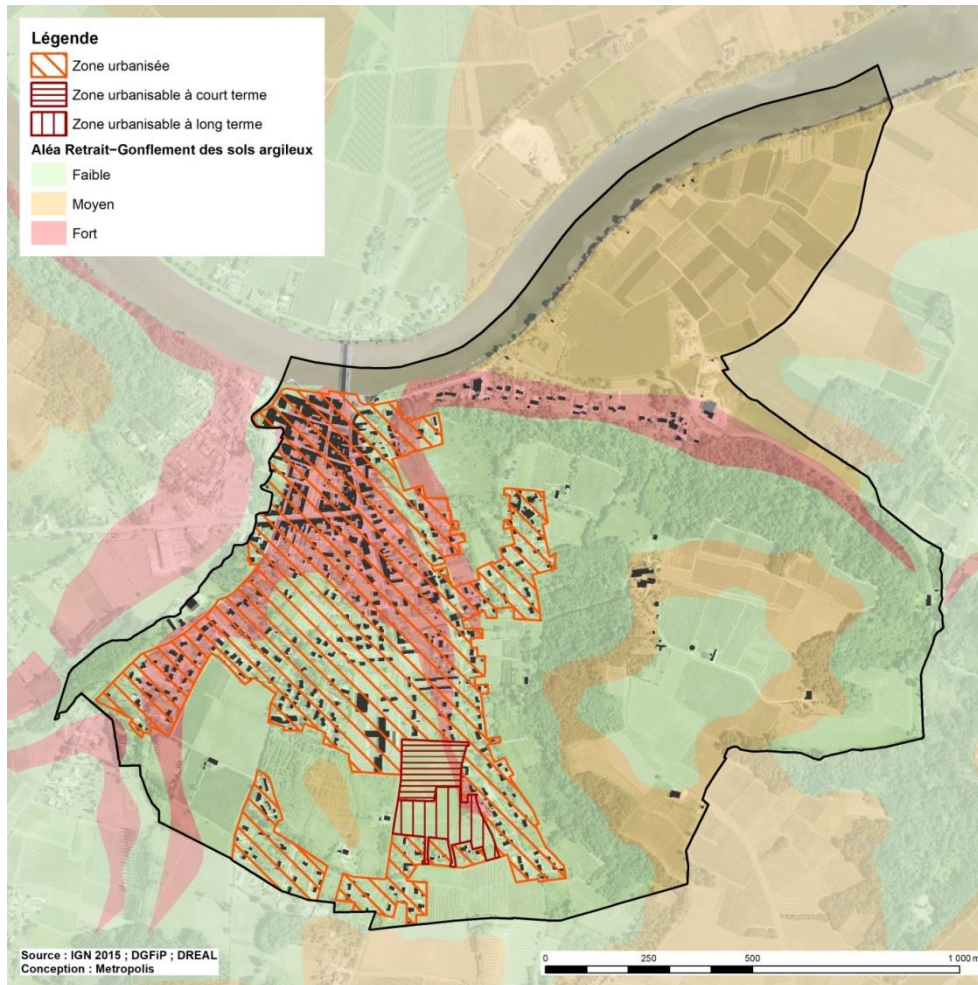 Légende
Zone urbanisée
Zone urbanisable à court terme
Zone urbanisable à long terme
Aléa Retrait-Gonflement des sols argileux
Faible
Moyen
Fort
Source : IGN 2015 ; DGFiP ; DREAL
Conception : Metropolis
0 250 500 1 000 m